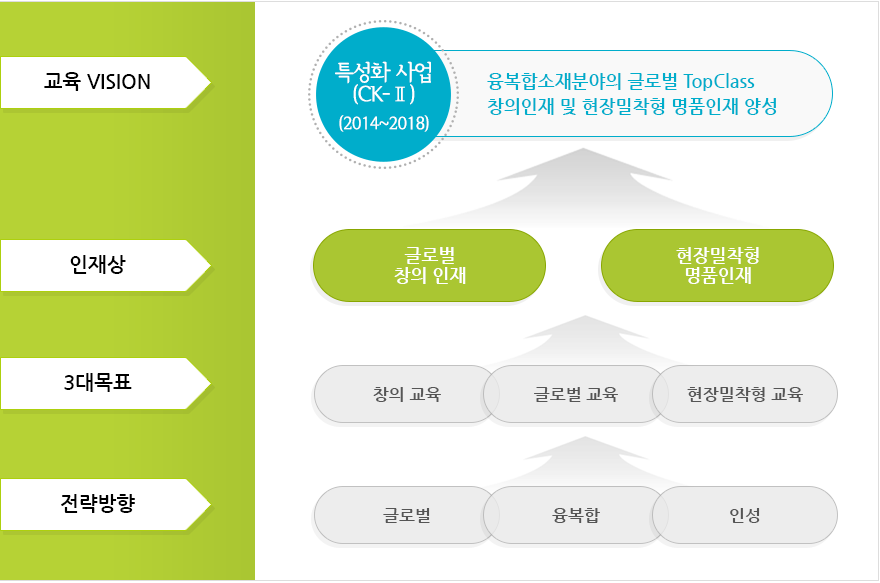 교육 VISION
특성화 사업
(CK-Ⅱ)
(2014~2018)
융복합소재분야의 글로벌 TopClass
창의인재 및 현장밀착형 명품인재 양성
인재상
글로벌
창의 인재
현장밀착형
명품인재
3대목표
창의 교육
글로벌 교육
현장밀착형 교육
전략방향
글로벌
융복합
인성